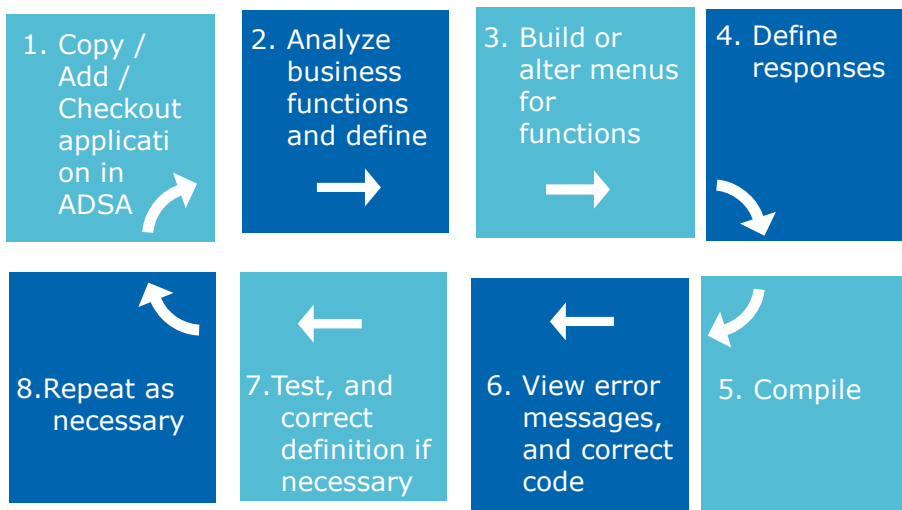 1. Copy /
Add /
Checkout
applicati
on in
ADSA
2. Analyze
business
functions
and define
3. Build or
alter menus
for
functions
4. Define
responses
5. Compile
6. View error
messages,
and correct
code
7.Test, and
correct
definition if
necessary
8.Repeat as
necessary